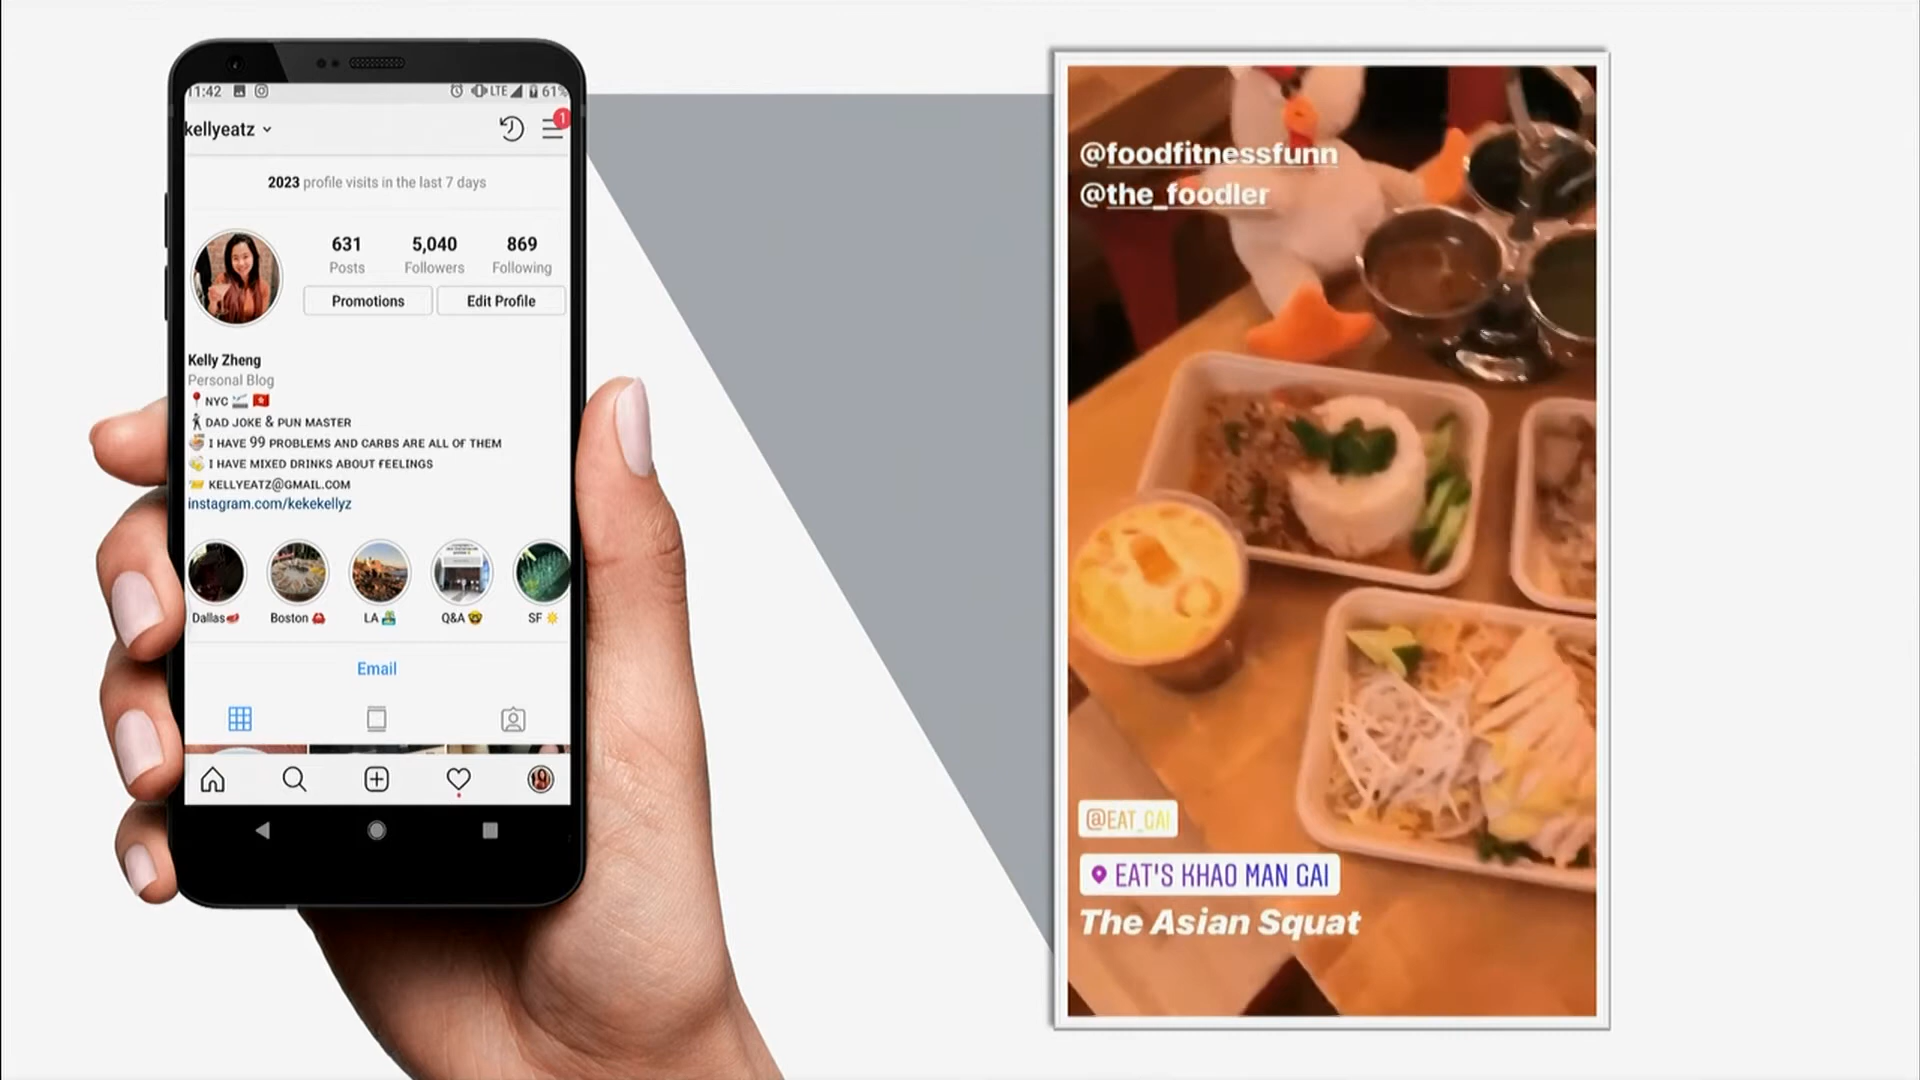 11:42 LTE 61%
kellyeatz
1
2023 profile visits in the last 7 days
631 5,040 869
Posts Followers Following
Promotions Edit Profile
Kelly Zheng
Personal Blog
NYC
DAD JOKE & PUN MASTER
I HAVE 99 PROBLEMS AND CARBS ARE ALL OF THEM
I HAVE MIXED DRINKS ABOUT FEELINGS
KELLYEATZ@GMAIL.COM
instagram.com/kekekellyz
Dallas Boston LA Q&A SF
Email
@foodfitnessfunn
@the_foodler
@EAT_GAI
EAT'S KHAO MAN GAI
The Asian Squat